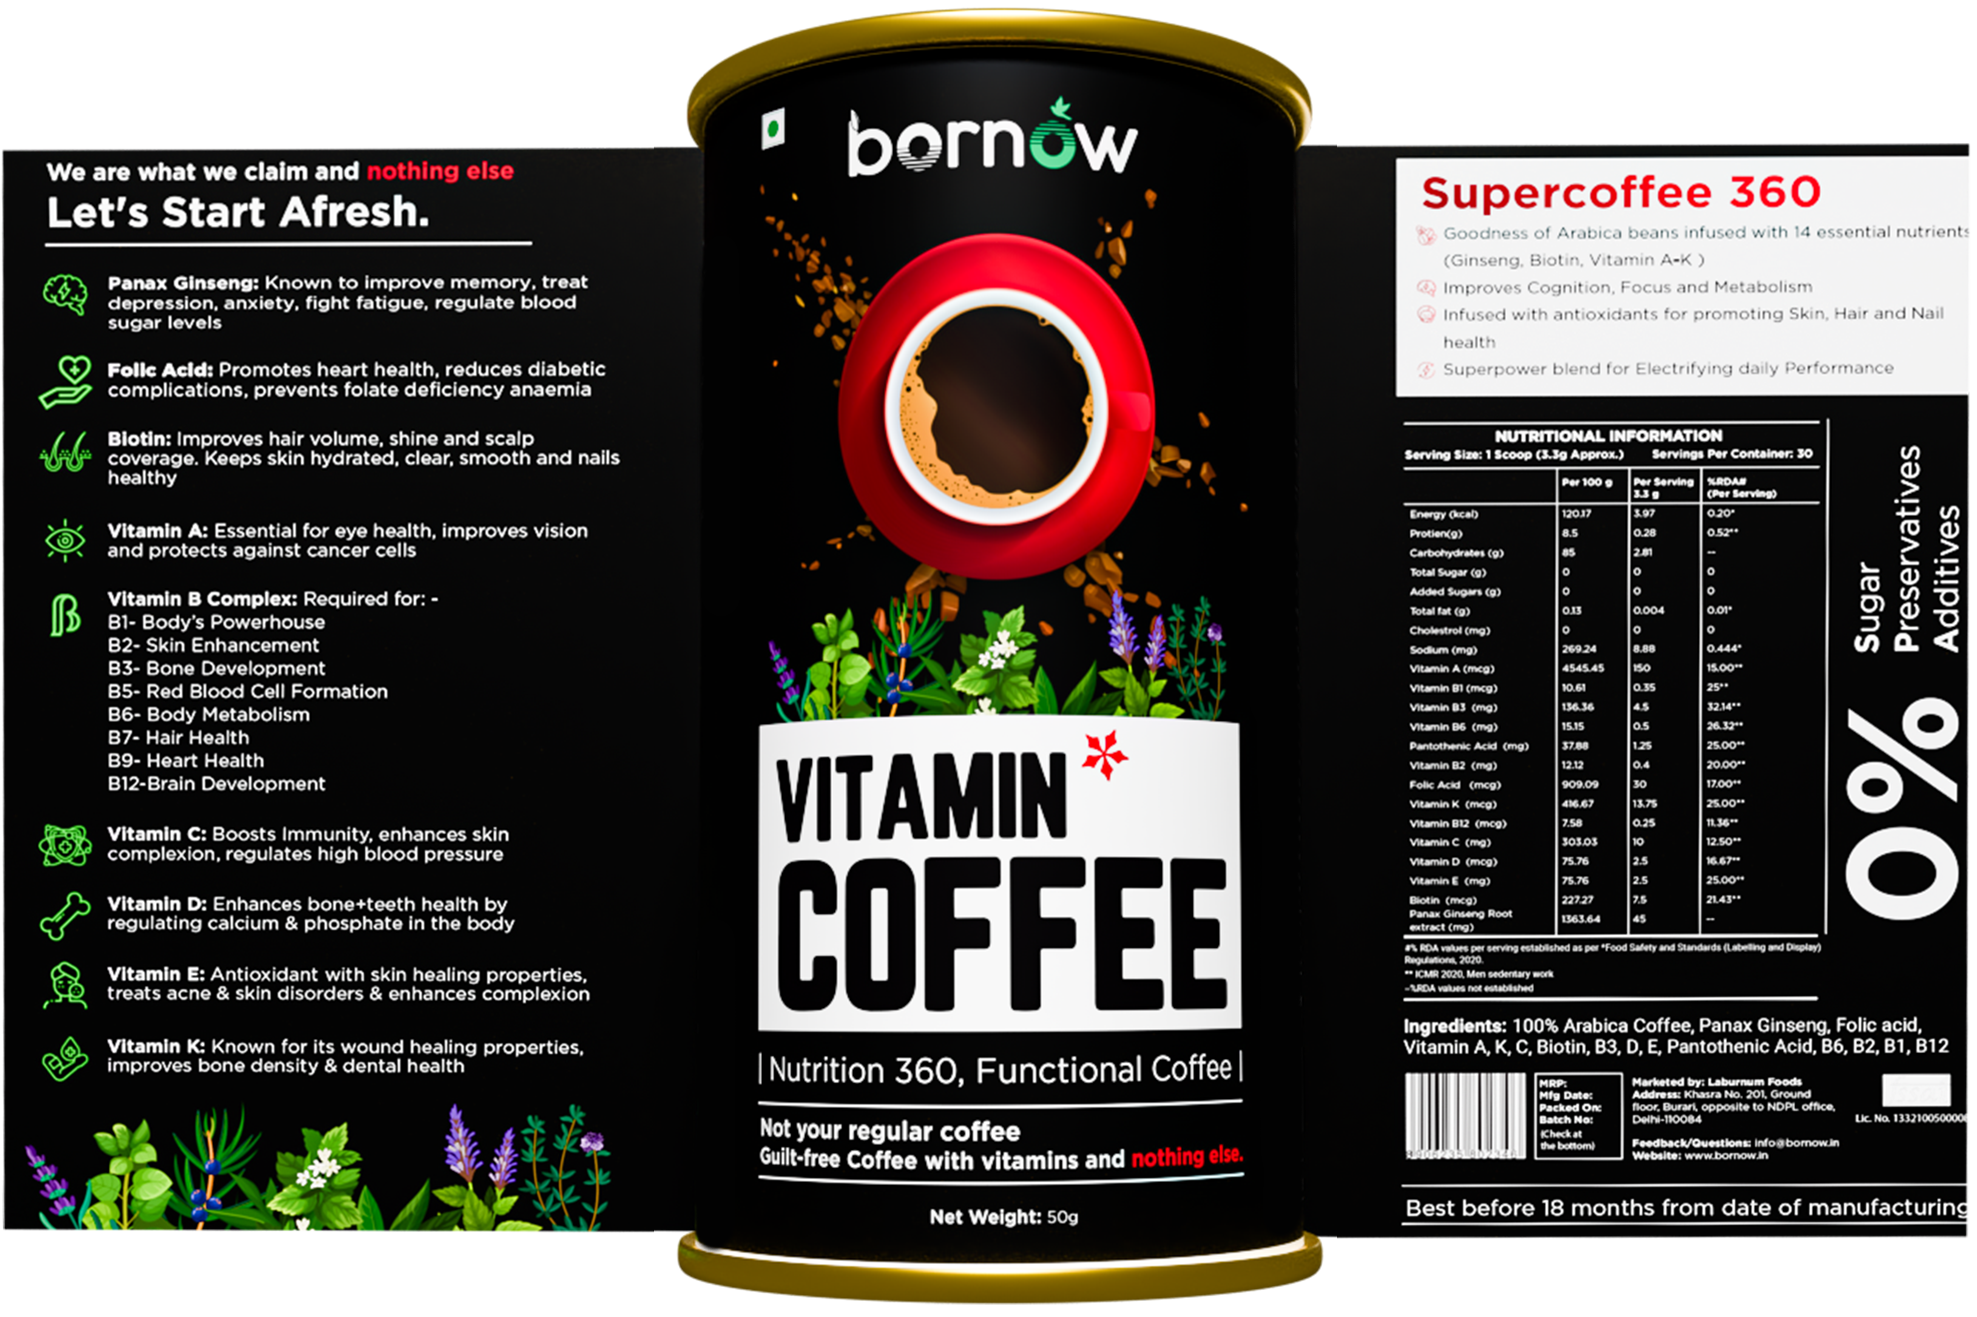 We are what we claim and nothing else
Let's Start Afresh.
Panax Ginseng: Known to improve memory, treat
depression, anxiety, fight fatigue, regulate blood
sugar levels
Folic Acid: Promotes heart health, reduces diabetic
complications, prevents folate deficiency anaemia
Biotin: Improves hair volume, shine and scalp
coverage. Keeps skin hydrated, clear, smooth and nails
healthy
Vitamin A: Essential for eye health, improves vision
and protects against cancer cells
Vitamin B Complex: Required for: -
B1- Body's Powerhouse
B2- Skin Enhancement
B3- Bone Development
B5- Red Blood Cell Formation
B6- Body Metabolism
B7- Hair Health
B9- Heart Health
B12-Brain Development
Vitamin C: Boosts Immunity, enhances skin
complexion, regulates high blood pressure
Vitamin D: Enhances bone+teeth health by
regulating calcium & phosphate in the body
Vitamin E: Antioxidant with skin healing properties,
treats acne & skin disorders & enhances complexion
Vitamin K: Known for its wound healing properties,
improves bone density & dental health
bornow
VITAMIN
COFFEE
Nutrition 360, Functional Coffee
Not your regular coffee
Guilt-free Coffee with vitamins and nothing else.
Net Weight: 50g
Supercoffee 360
Goodness of Arabica beans infused with 14 essential nutrients
(Ginseng, Biotin, Vitamin A-K )
Improves Cognition, Focus and Metabolism
Infused with antioxidants for promoting Skin, Hair and Nail
health
Superpower blend for Electrifying daily Performance
NUTRITIONAL INFORMATION
Serving Size: 1 Scoop (3.3g Approx.) Servings Per Container: 30
Per 100 g Per Serving %RDA#
3.3 g (Per Serving)
Energy (kcal) 120.17 3.97 0.20*
Protien(g) 8.5 0.28 0.52**
Carbohydrates (g) 85 2.81 --
Total Sugar (g) 0 0 0
Added Sugars (g) 0 0 0
Total fat (g) 0.13 0.004 0.01*
Cholestrol (mg) 0 0 0
Sodium (mg) 269.24 8.88 0.444*
Vitamin A (mcg) 4545.45 150 15.00**
Vitamin B1 (mcg) 10.61 0.35 25**
Vitamin B3 (mg) 136.36 4.5 32.14**
Vitamin B6 (mg) 15.15 0.5 26.32**
Pantothenic Acid (mg) 37.88 1.25 25.00**
Vitamin B2 (mg) 12.12 0.4 20.00**
Folic Acid (mcg) 909.09 30 17.00**
Vitamin K (mcg) 416.67 13.75 25.00**
Vitamin B12 (mcg) 7.58 0.25 11.36**
Vitamin C (mg) 303.03 10 12.50**
Vitamin D (mcg) 75.76 2.5 16.67**
Vitamin E (mg) 75.76 2.5 25.00**
Biotin (mcg) 227.27 7.5 21.43**
Panax Ginseng Root
extract (mg) 1363.64 45 --
#% RDA values per serving established as per *Food Safety and Standards (Labelling and Display)
Regulations, 2020.
** ICMR 2020, Men sedentary work
--%RDA values not established
0% Sugar
Preservatives
Additives
Ingredients: 100% Arabica Coffee, Panax Ginseng, Folic acid,
Vitamin A, K, C, Biotin, B3, D, E, Pantothenic Acid, B6, B2, B1, B12
MRP:
Mfg Date:
Packed On:
Batch No:
(Check at
the bottom)
Marketed by: Laburnum Foods
Address: Khasra No. 201, Ground
floor, Burari, opposite to NDPL office,
Delhi-110084
Feedback/Questions: info@bornow.in
Website: www.bornow.in
Lic. No. 1332100500000
Best before 18 months from date of manufacturing